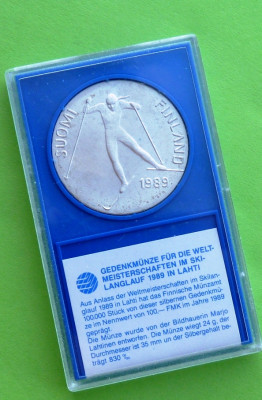 SUOMI FINLAND
1989
GEDENKMÜNZE FÜR DIE WELT-
MEISTERSCHAFTEN IM SKI-
LANGLAUF 1989 IN LAHTI
Aus Anlass der Weltmeisterschaften im Skilan-
glauf 1989 in Lahti hat das Finnische Münzamt
100.000 Stück von dieser silbernen Gedenkmün-
ze im Nennwert von 100,— FMK im Jahre 1989
geprägt.
Die Münze wurde von der Bildhauerin Marjo
Lahtinen entworfen. Die Münze wiegt 24 g, der
Durchmesser ist 35 mm un der Silbergehalt be-
trägt 830 ‰